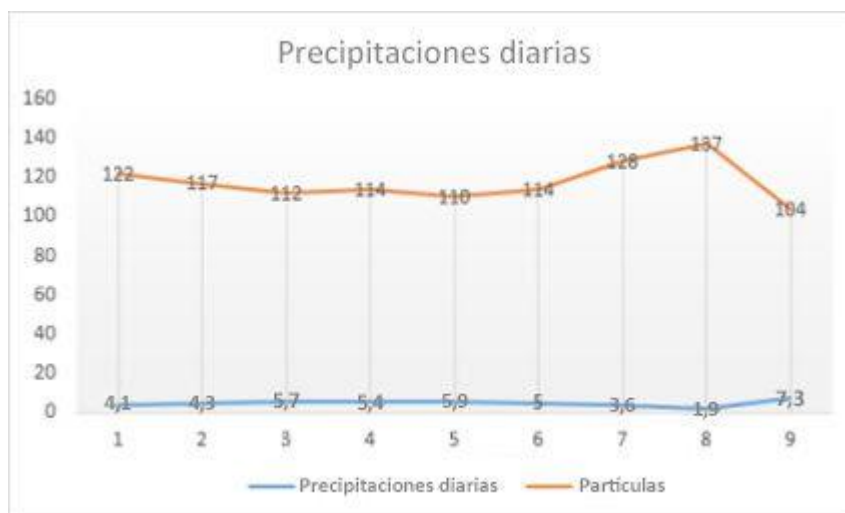 Precipitaciones diarias
160
140
120
100
80
60
40
20
0
122 117 112 114 110 114 128 137 104
4,1 4,3 5,7 5,4 5,9 5 3,6 1,9 7,3
1 2 3 4 5 6 7 8 9
Precipitaciones diarias Partículas